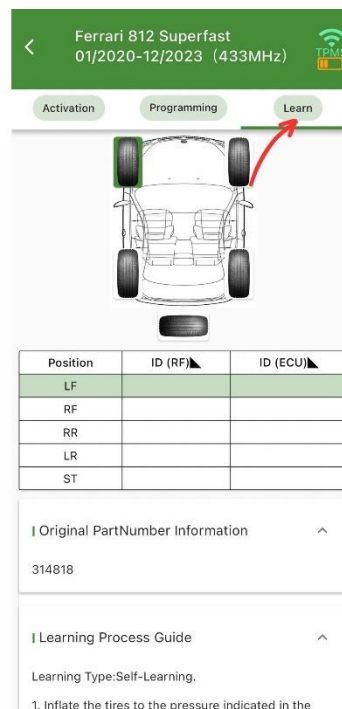 Ferrari 812 Superfast
01/2020-12/2023 (433MHz)
TPMS
Activation Programming Learn
Position ID (RF) ID (ECU)
LF
RF
RR
LR
ST
Original PartNumber Information
314818
Learning Process Guide
Learning Type:Self-Learning.
1. Inflate the tires to the pressure indicated in the